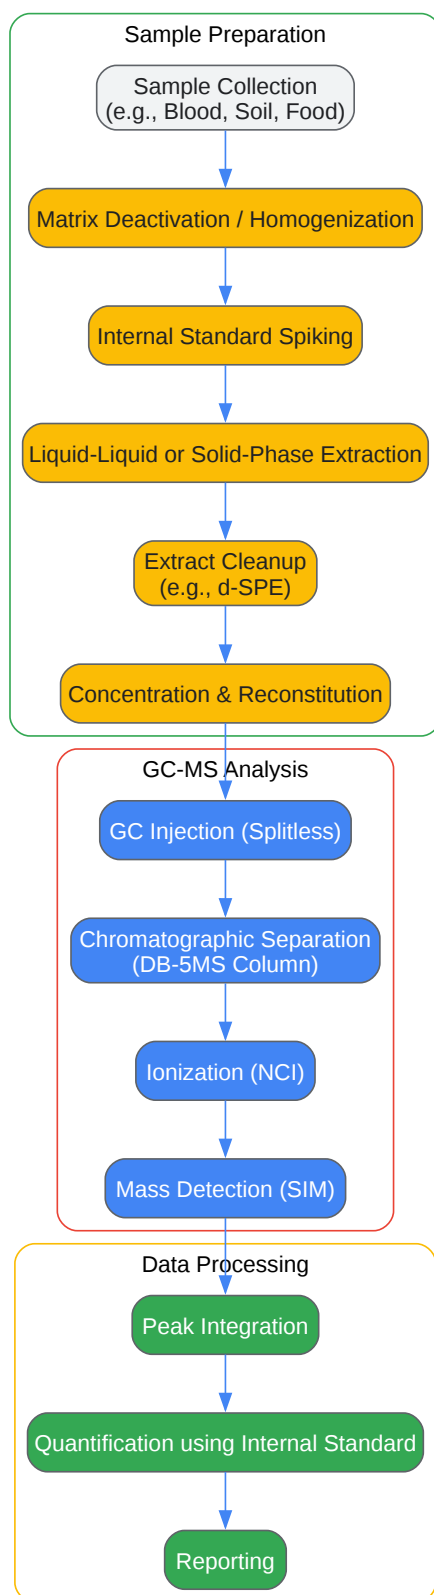 Sample Preparation
Sample Collection
(e.g., Blood, Soil, Food)
Matrix Deactivation / Homogenization
Internal Standard Spiking
Liquid-Liquid or Solid-Phase Extraction
Extract Cleanup
(e.g., d-SPE)
Concentration & Reconstitution
GC-MS Analysis
GC Injection (Splitless)
Chromatographic Separation
(DB-5MS Column)
Ionization (NCI)
Mass Detection (SIM)
Data Processing
Peak Integration
Quantification using Internal Standard
Reporting